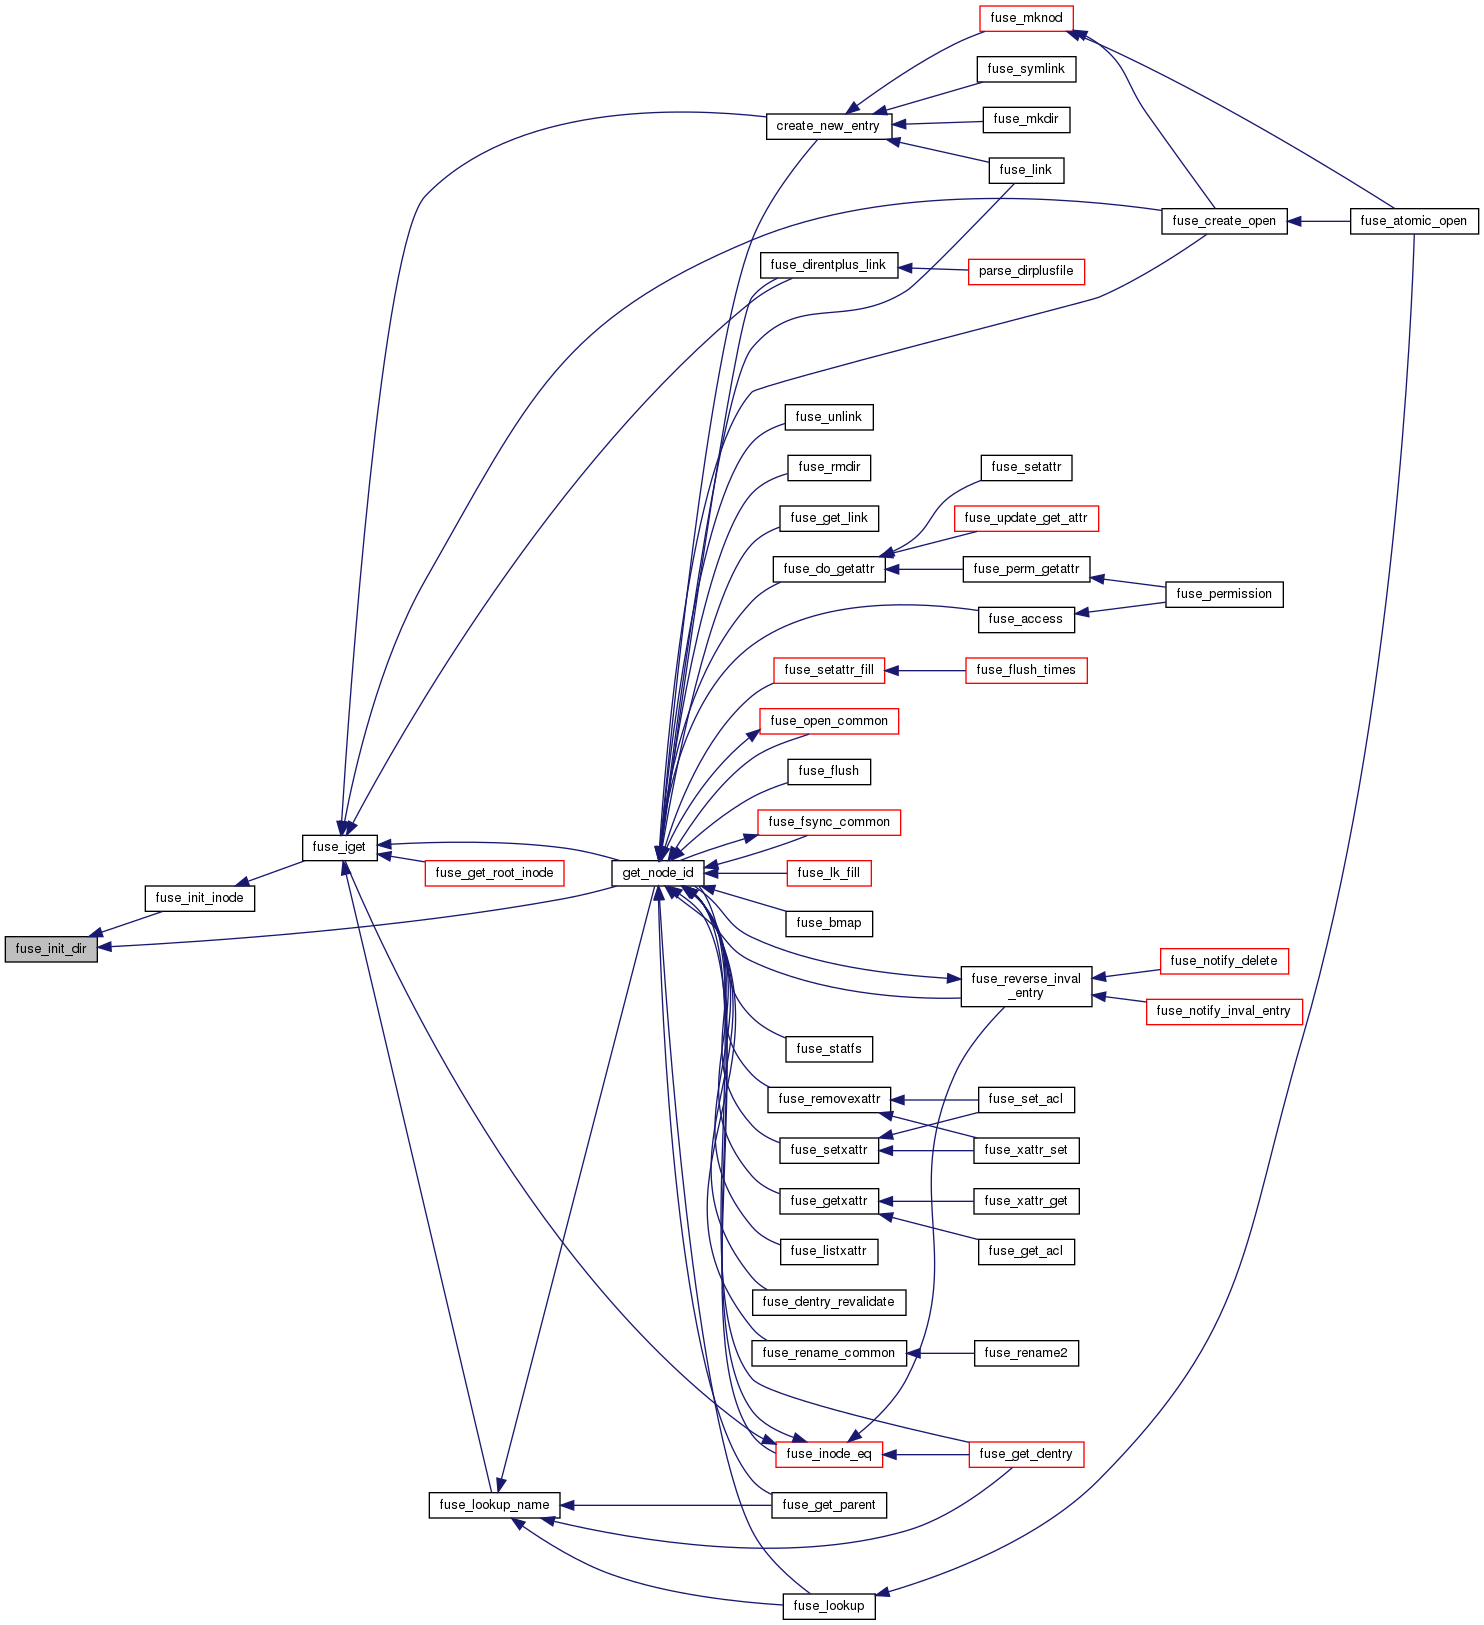 fuse_mknod
fuse_symlink
fuse_mkdir
create_new_entry
fuse_link
fuse_create_open
fuse_atomic_open
fuse_direntplus_link
parse_dirplusfile
fuse_unlink
fuse_rmdir
fuse_setattr
fuse_get_link
fuse_update_get_attr
fuse_do_getattr
fuse_perm_getattr
fuse_permission
fuse_access
fuse_setattr_fill
fuse_flush_times
fuse_open_common
fuse_flush
fuse_fsync_common
fuse_iget
fuse_get_root_inode
get_node_id
fuse_lk_fill
fuse_init_inode
fuse_bmap
fuse_init_dir
fuse_reverse_inval
_entry
fuse_notify_delete
fuse_notify_inval_entry
fuse_statfs
fuse_removexattr
fuse_set_acl
fuse_setxattr
fuse_xattr_set
fuse_getxattr
fuse_xattr_get
fuse_listxattr
fuse_get_acl
fuse_dentry_revalidate
fuse_rename_common
fuse_rename2
fuse_inode_eq
fuse_get_dentry
fuse_lookup_name
fuse_get_parent
fuse_lookup